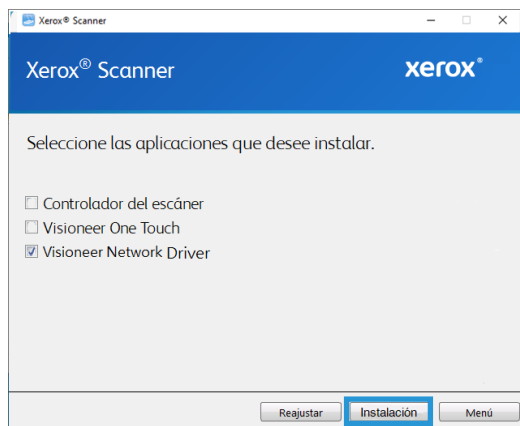 Xerox® Scanner
Xerox® Scanner
xerox®
Seleccione las aplicaciones que desee instalar.
Controlador del escáner
Visioneer One Touch
Visioneer Network Driver
Reajustar Instalación Menú